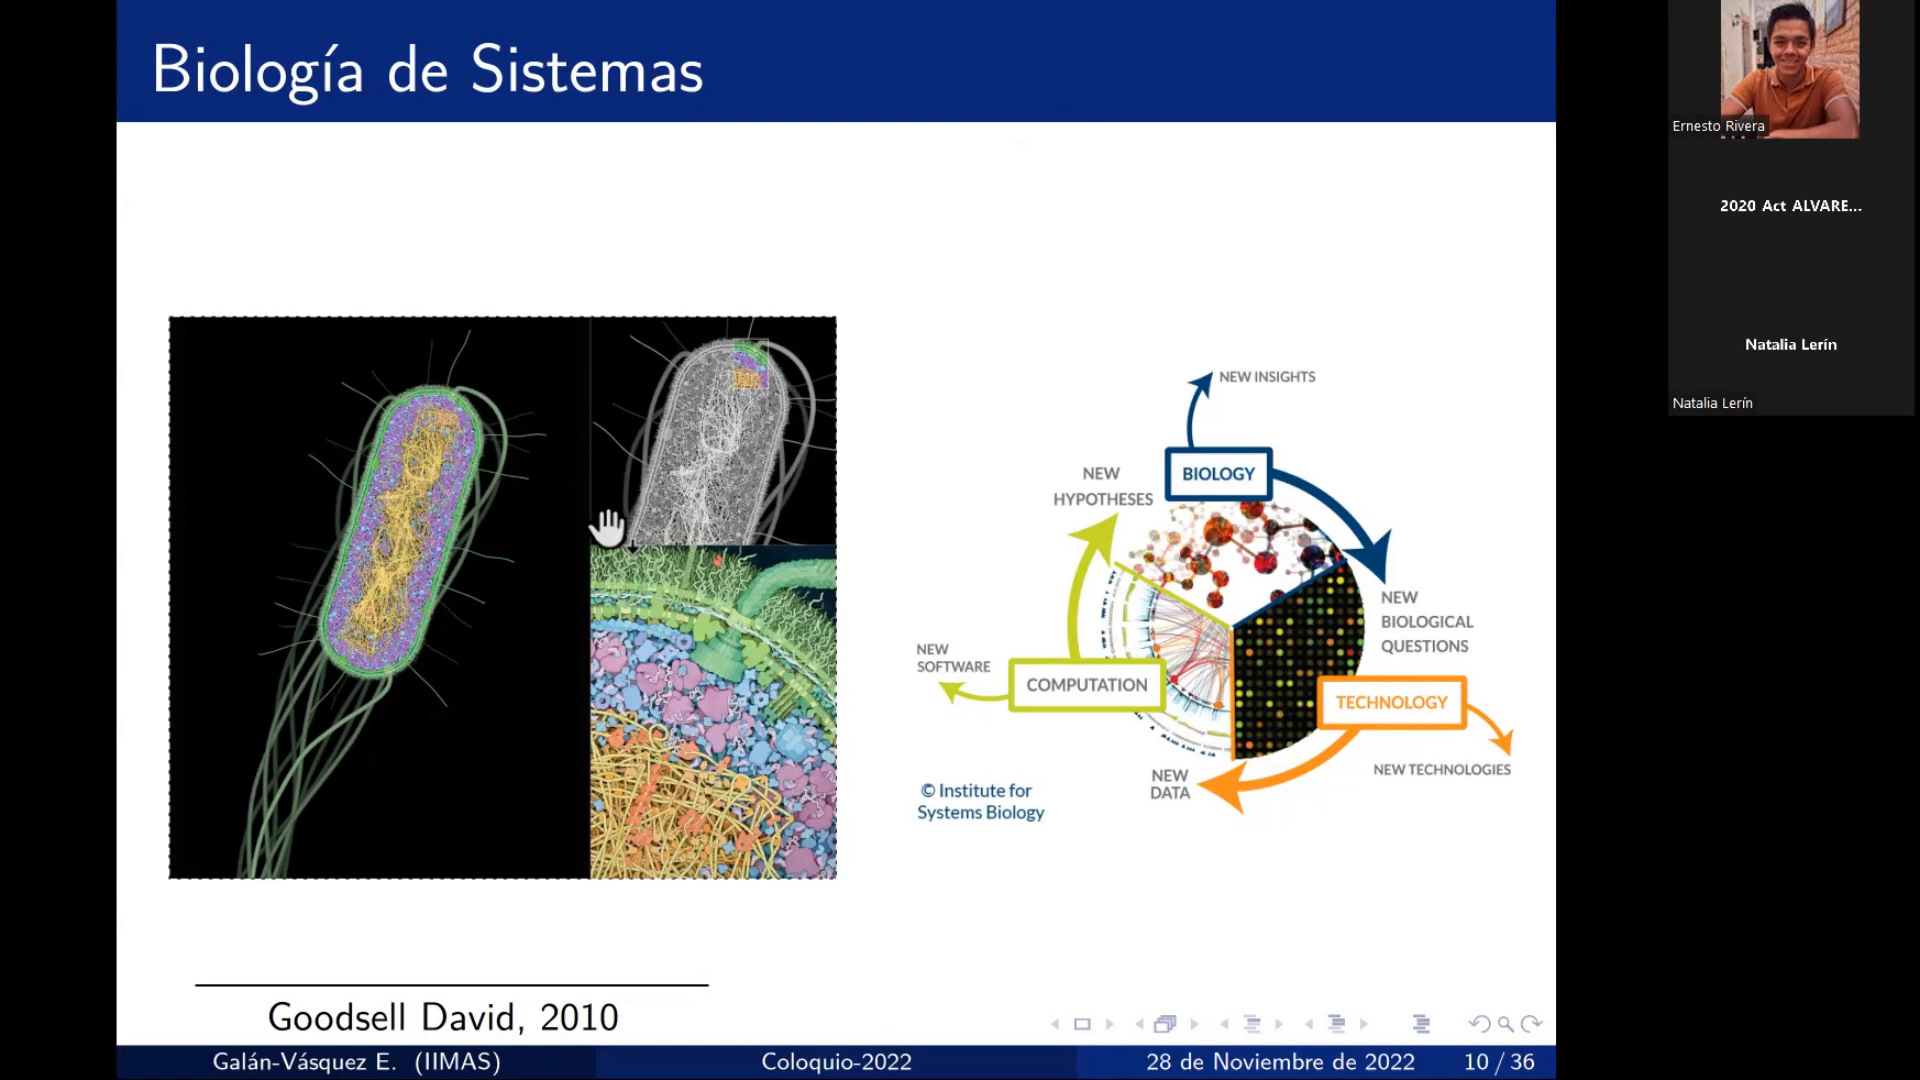 Biología de Sistemas
NEW INSIGHTS
BIOLOGY
NEW
HYPOTHESES
NEW
BIOLOGICAL
QUESTIONS
NEW
SOFTWARE
COMPUTATION
TECHNOLOGY
NEW TECHNOLOGIES
NEW
DATA
© Institute for
Systems Biology
Goodsell David, 2010
Galán-Vásquez E. (IIMAS)
Coloquio-2022
28 de Noviembre de 2022
10 / 36
Ernesto Rivera
2020 Act ALVARE...
Natalia Lerín
Natalia Lerín